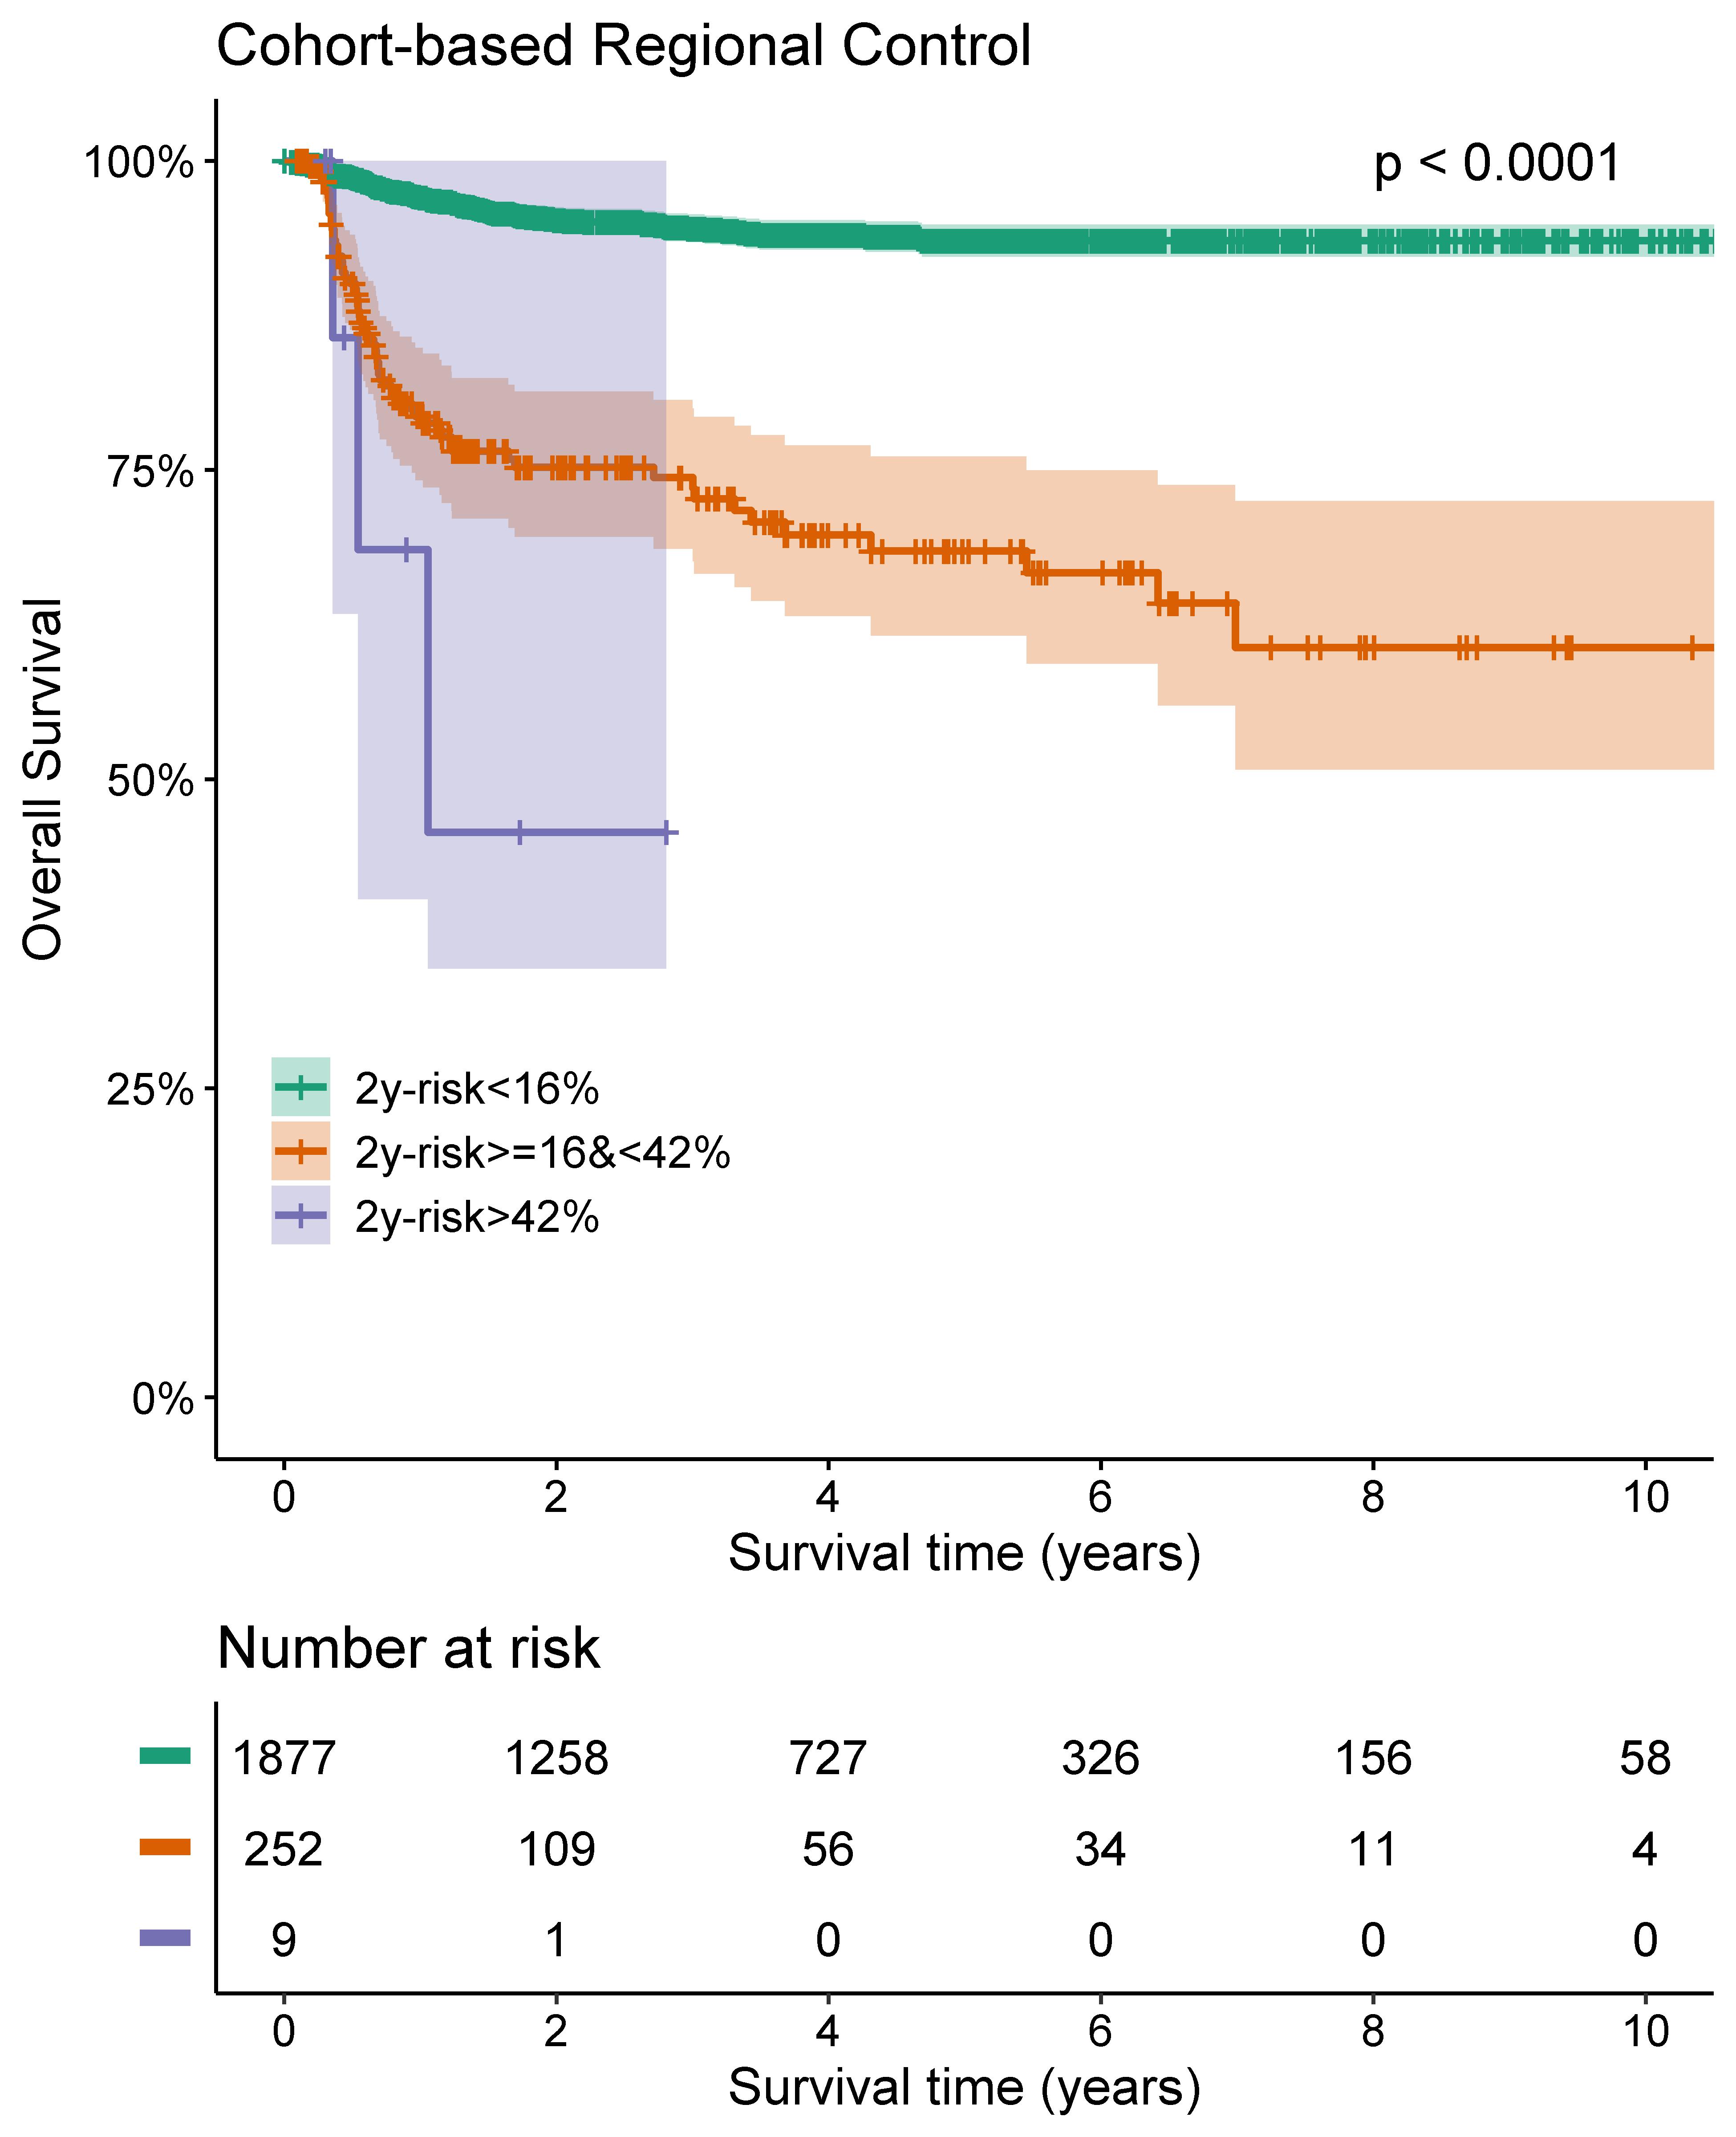 Cohort-based Regional Control
p < 0.0001
100%
75%
50%
25%
0%
Overall Survival
2y-risk<16%
2y-risk>=16&<42%
2y-risk>42%
0 2 4 6 8 10
Survival time (years)
Number at risk
1877 1258 727 326 156 58
252 109 56 34 11 4
9 1 0 0 0 0
0 2 4 6 8 10
Survival time (years)